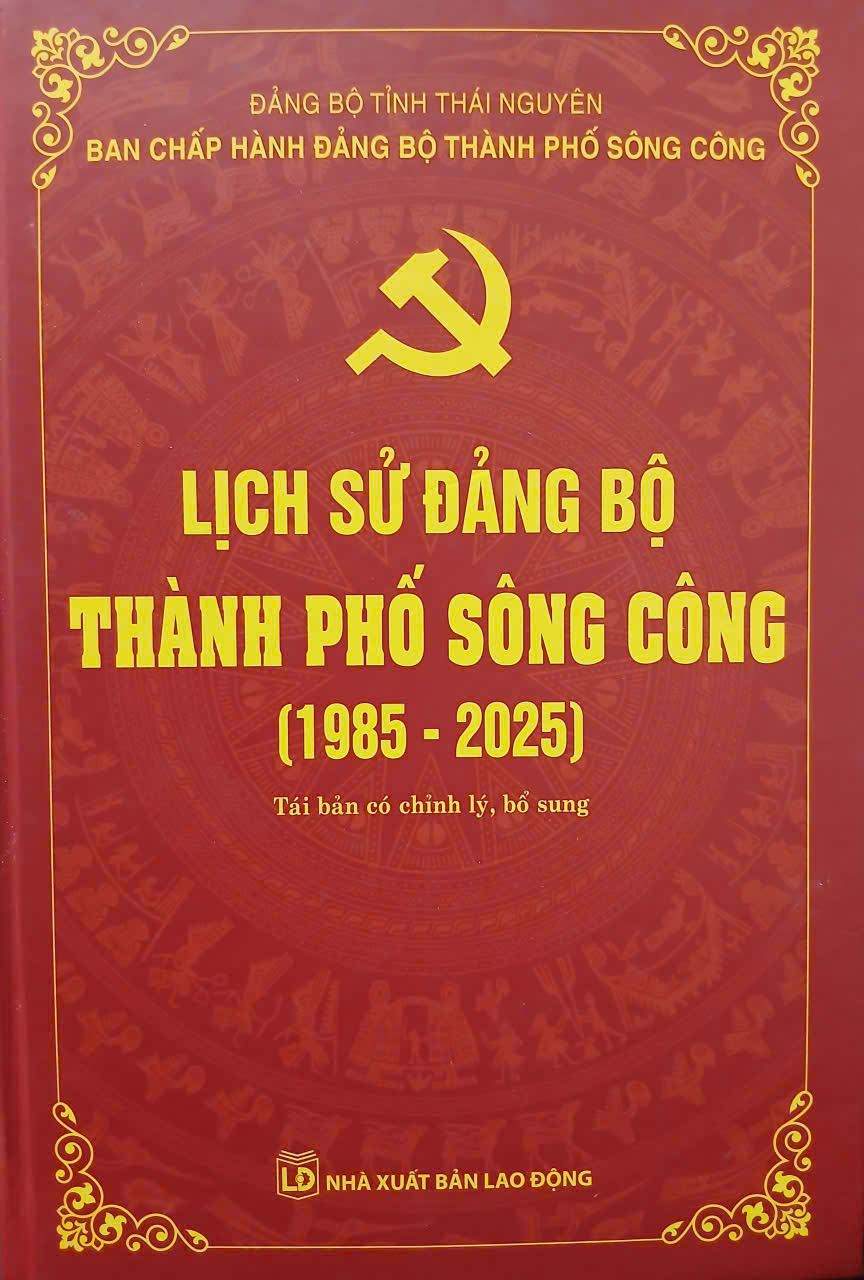 ĐẢNG BỘ TỈNH THÁI NGUYÊN
BAN CHẤP HÀNH ĐẢNG BỘ THÀNH PHỐ SÔNG CÔNG
LỊCH SỬ ĐẢNG BỘ
THÀNH PHỐ SÔNG CÔNG
(1985 - 2025)
Tái bản có chỉnh lý, bổ sung
LĐ NHÀ XUẤT BẢN LAO ĐỘNG